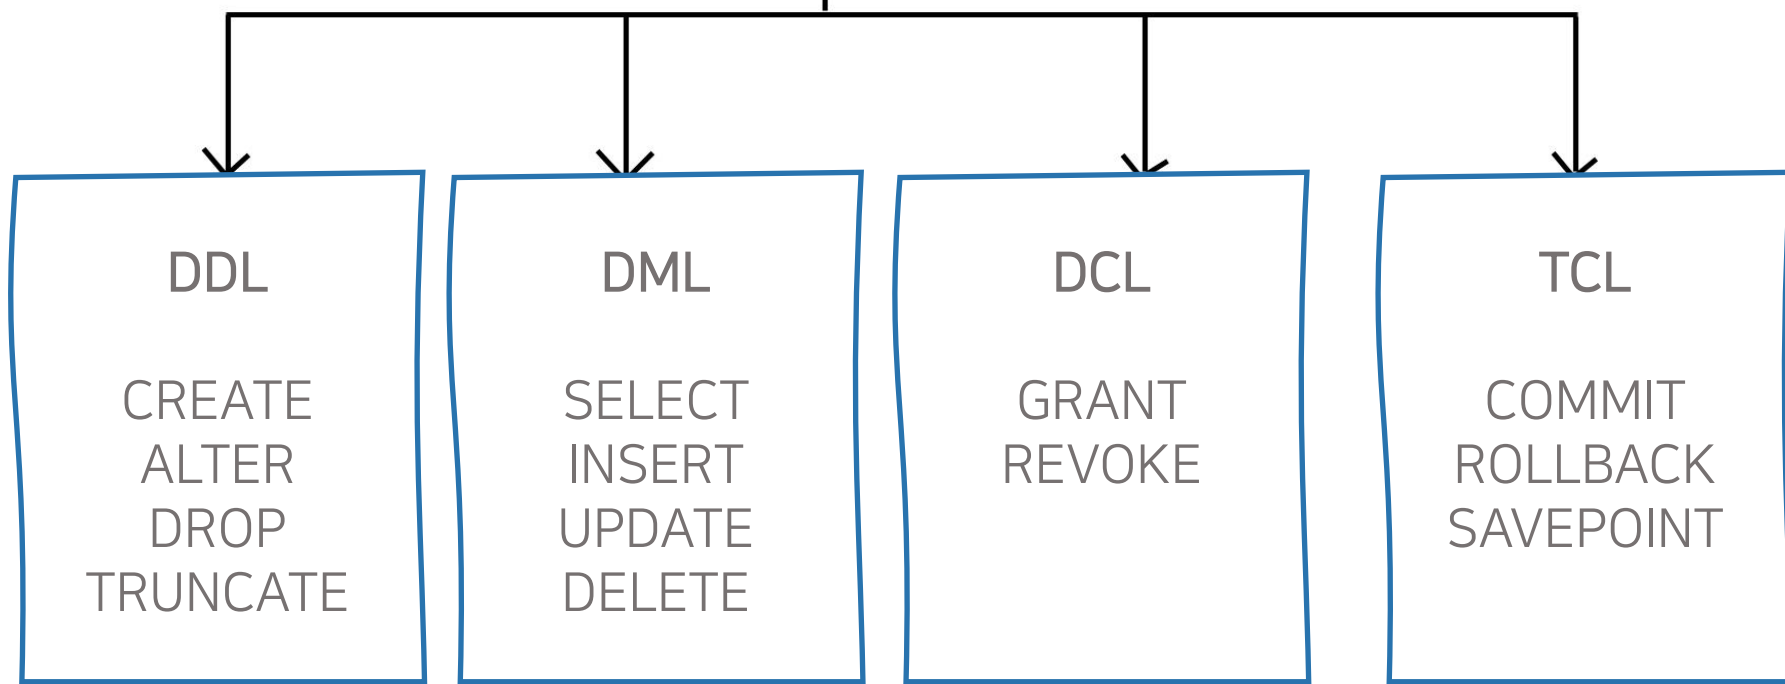 DDL
CREATE
ALTER
DROP
TRUNCATE
DML
SELECT
INSERT
UPDATE
DELETE
DCL
GRANT
REVOKE
TCL
COMMIT
ROLLBACK
SAVEPOINT